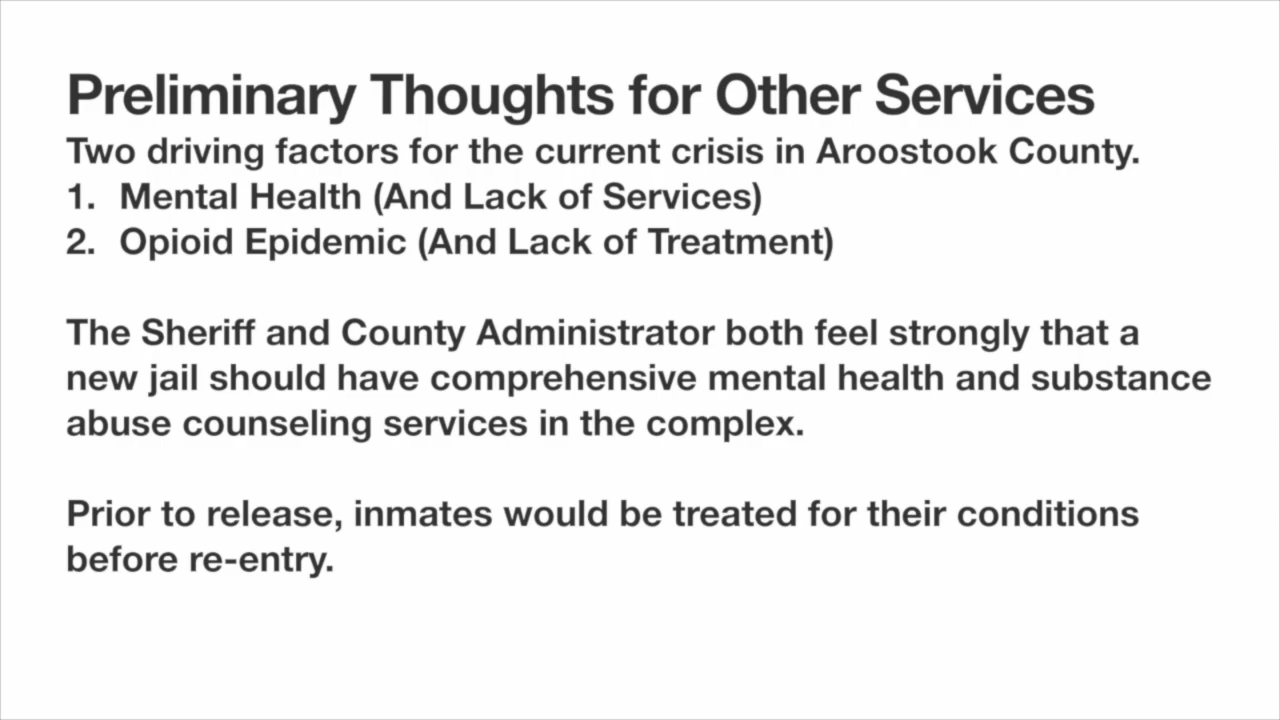 Preliminary Thoughts for Other Services
Two driving factors for the current crisis in Aroostook County.
1. Mental Health (And Lack of Services)
2. Opioid Epidemic (And Lack of Treatment)
The Sheriff and County Administrator both feel strongly that a
new jail should have comprehensive mental health and substance
abuse counseling services in the complex.
Prior to release, inmates would be treated for their conditions
before re-entry.